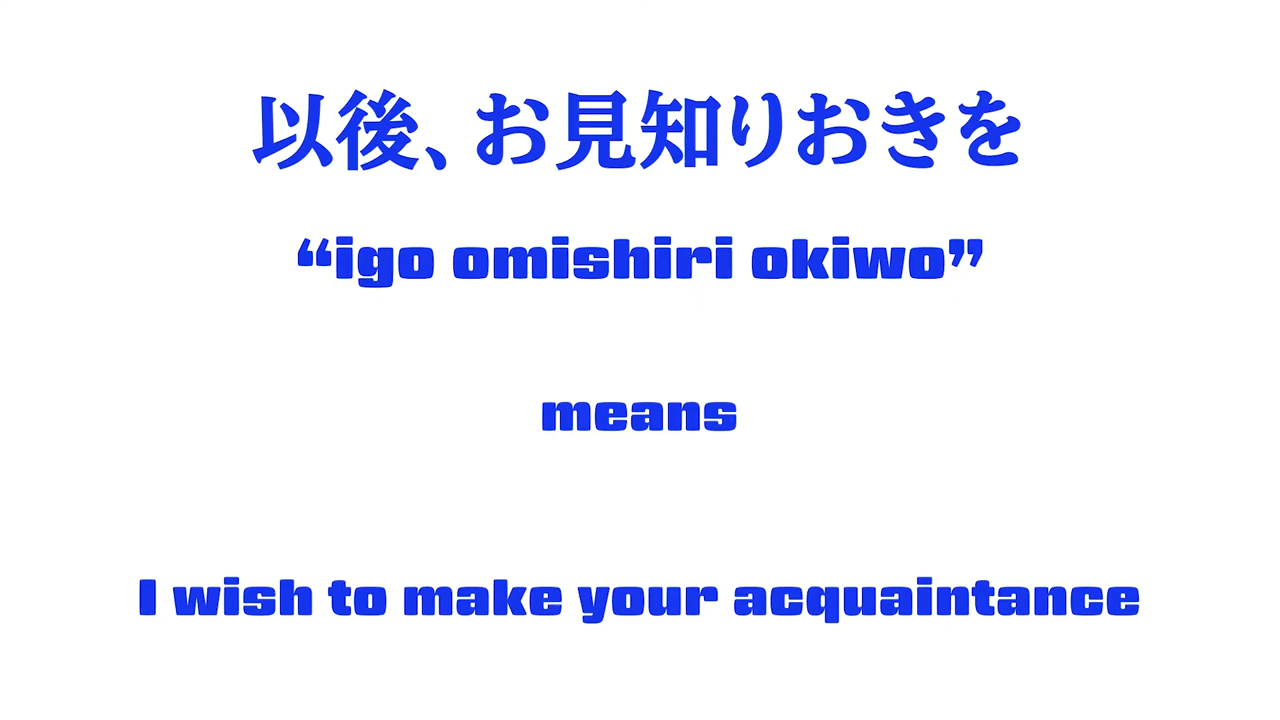 以後、お見知りおきを
“igo omishiri okiwo”
means
I wish to make your acquaintance